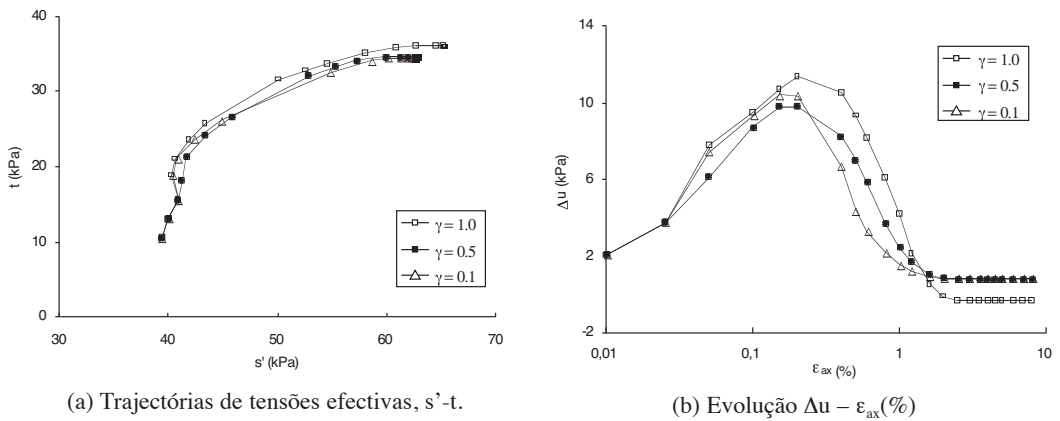 40
30
20
10
0
t (kPa)
30
40
50
60
70
s' (kPa)
γ = 1.0
γ = 0.5
γ = 0.1
(a) Trajectórias de tensões efectivas, s’-t.
14
10
6
2
-2
Δu (kPa)
0,01
0,1
1
10
εax (%)
γ = 1.0
γ = 0.5
γ = 0.1
(b) Evolução Δu – εax(%)